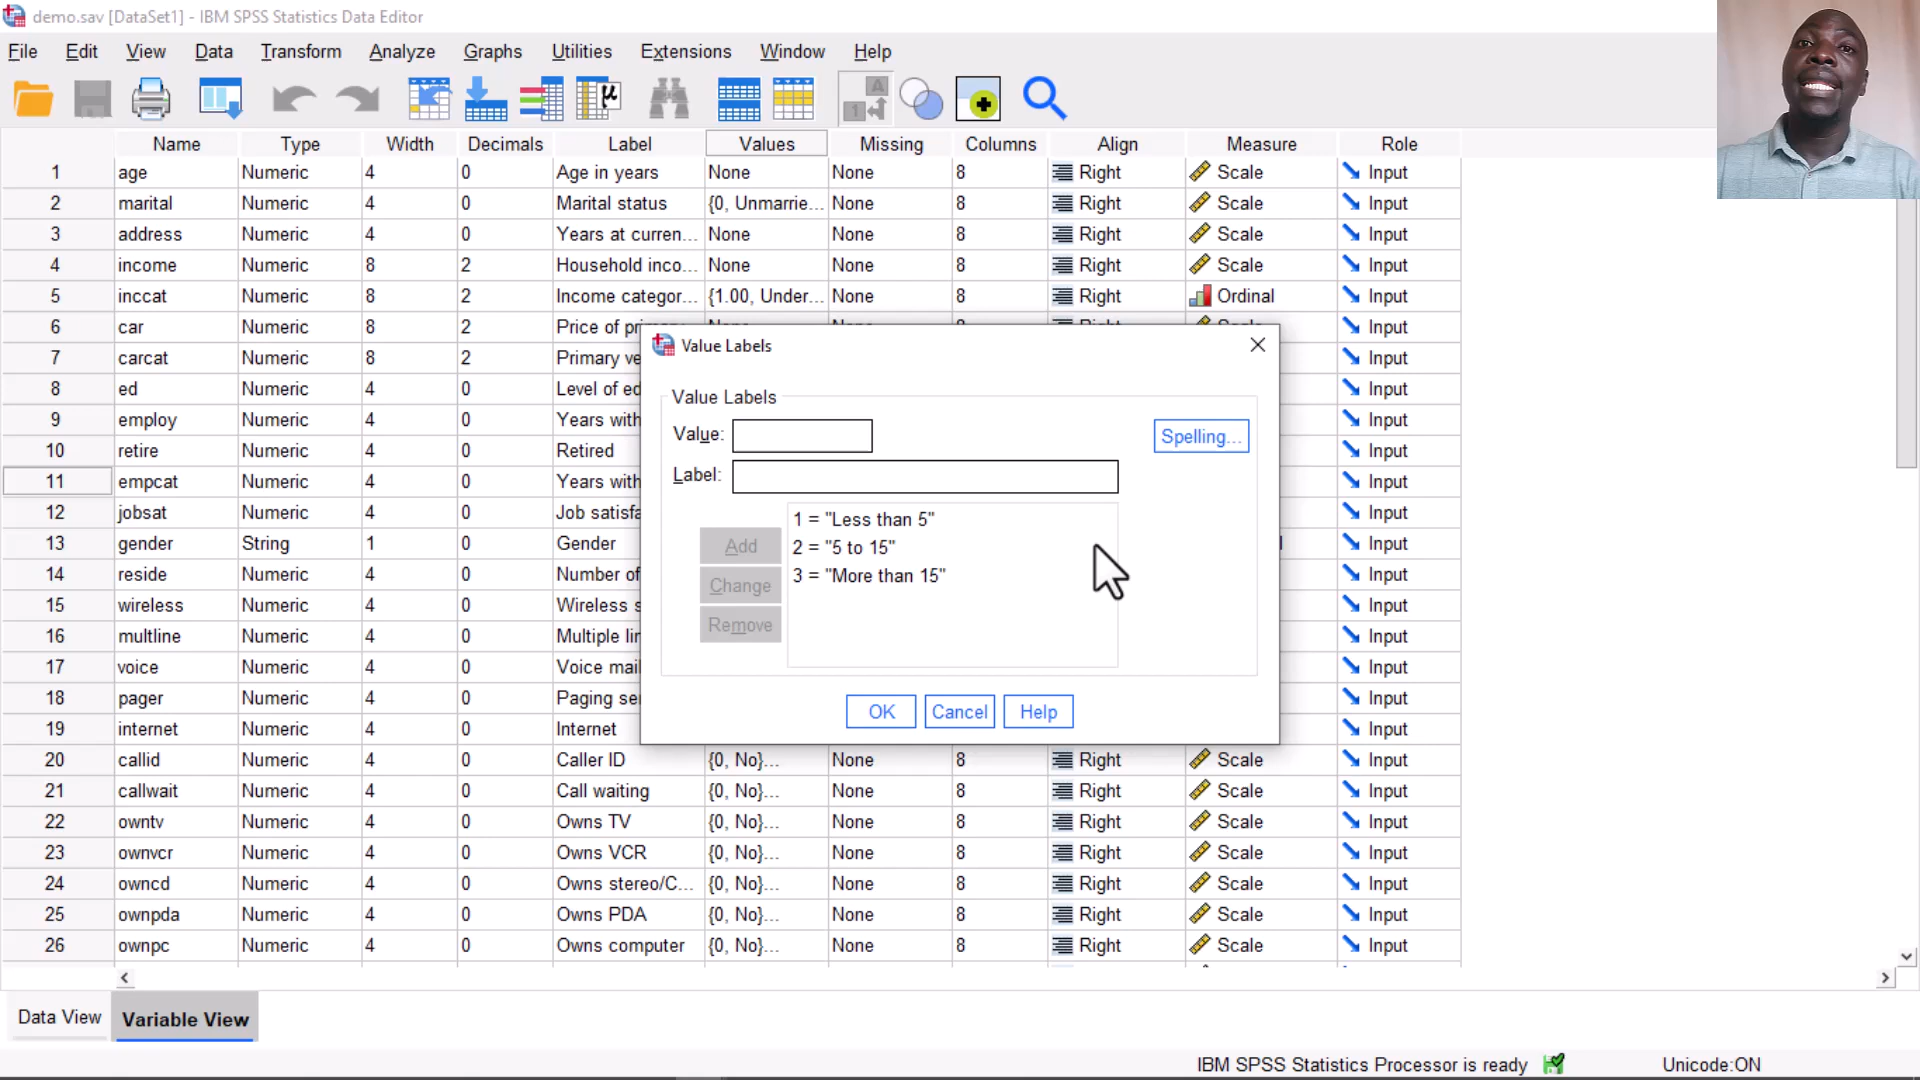 demo.sav [DataSet1] - IBM SPSS Statistics Data Editor
File Edit View Data Transform Analyze Graphs Utilities Extensions Window Help
Name Type Width Decimals Label Values Missing Columns Align Measure Role
1 age Numeric 4 0 Age in years None None 8 Right Scale Input
2 marital Numeric 4 0 Marital status {0, Unmarrie... None 8 Right Scale Input
3 address Numeric 4 0 Years at curren... None None 8 Right Scale Input
4 income Numeric 8 2 Household inco... None None 8 Right Scale Input
5 inccat Numeric 8 2 Income categor... {1.00, Under... None 8 Right Ordinal Input
6 car Numeric 8 2 Price of Input
7 carcat Numeric 8 2 Primary Input
8 ed Numeric 4 0 Level of Input
9 employ Numeric 4 0 Years with Input
10 retire Numeric 4 0 Retired Input
11 empcat Numeric 4 0 Years with Input
12 jobsat Numeric 4 0 Job Input
13 gender String 1 0 Gender Input
14 reside Numeric 4 0 Number of Input
15 wireless Numeric 4 0 Wireless Input
16 multline Numeric 4 0 Multiple Input
17 voice Numeric 4 0 Voice Input
18 pager Numeric 4 0 Paging Input
19 internet Numeric 4 0 Internet Input
20 callid Numeric 4 0 Caller ID {0, No}... None 8 Right Scale Input
21 callwait Numeric 4 0 Call waiting {0, No}... None 8 Right Scale Input
22 owntv Numeric 4 0 Owns TV {0, No}... None 8 Right Scale Input
23 ownvcr Numeric 4 0 Owns VCR {0, No}... None 8 Right Scale Input
24 owncd Numeric 4 0 Owns stereo/C... {0, No}... None 8 Right Scale Input
25 ownpda Numeric 4 0 Owns PDA {0, No}... None 8 Right Scale Input
26 ownpc Numeric 4 0 Owns computer {0, No}... None 8 Right Scale Input
Value Labels
Value Labels
Value:
Spelling...
Label:
1 = "Less than 5"
2 = "5 to 15"
3 = "More than 15"
Add
Change
Remove
OK Cancel Help
Data View Variable View
IBM SPSS Statistics Processor is ready Unicode:ON